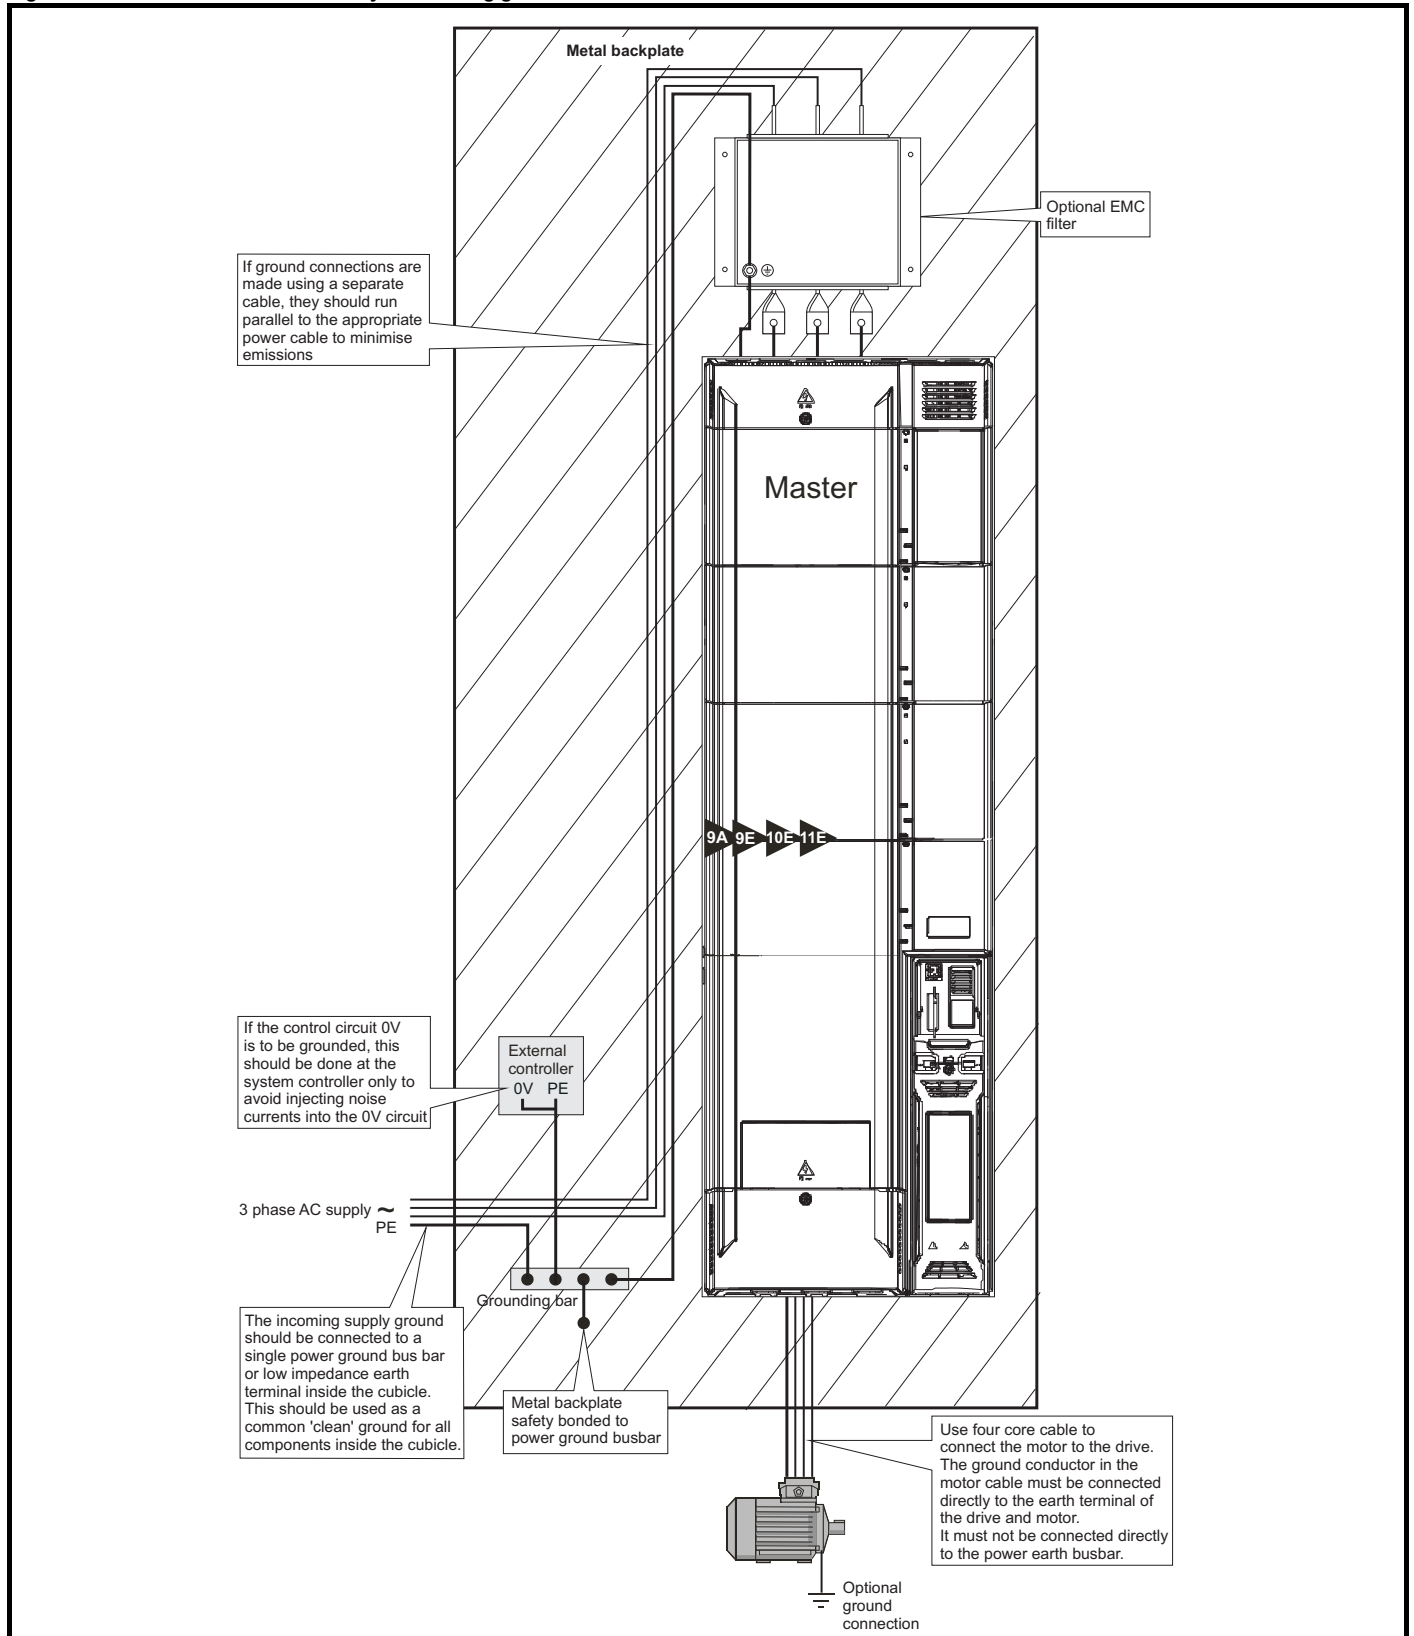 Metal backplate
Optional EMC
filter
If ground connections are
made using a separate
cable, they should run
parallel to the appropriate
power cable to minimise
emissions
Master
9A 9E 10E 11E
If the control circuit 0V
is to be grounded, this
should be done at the
system controller only to
avoid injecting noise
currents into the 0V circuit
External
controller
0V PE
3 phase AC supply ~
PE
Grounding bar
The incoming supply ground
should be connected to a
single power ground bus bar
or low impedance earth
terminal inside the cubicle.
This should be used as a
common 'clean' ground for all
components inside the cubicle.
Metal backplate
safety bonded to
power ground busbar
Use four core cable to
connect the motor to the drive.
The ground conductor in the
motor cable must be connected
directly to the earth terminal of
the drive and motor.
It must not be connected directly
to the power earth busbar.
Optional
ground
connection